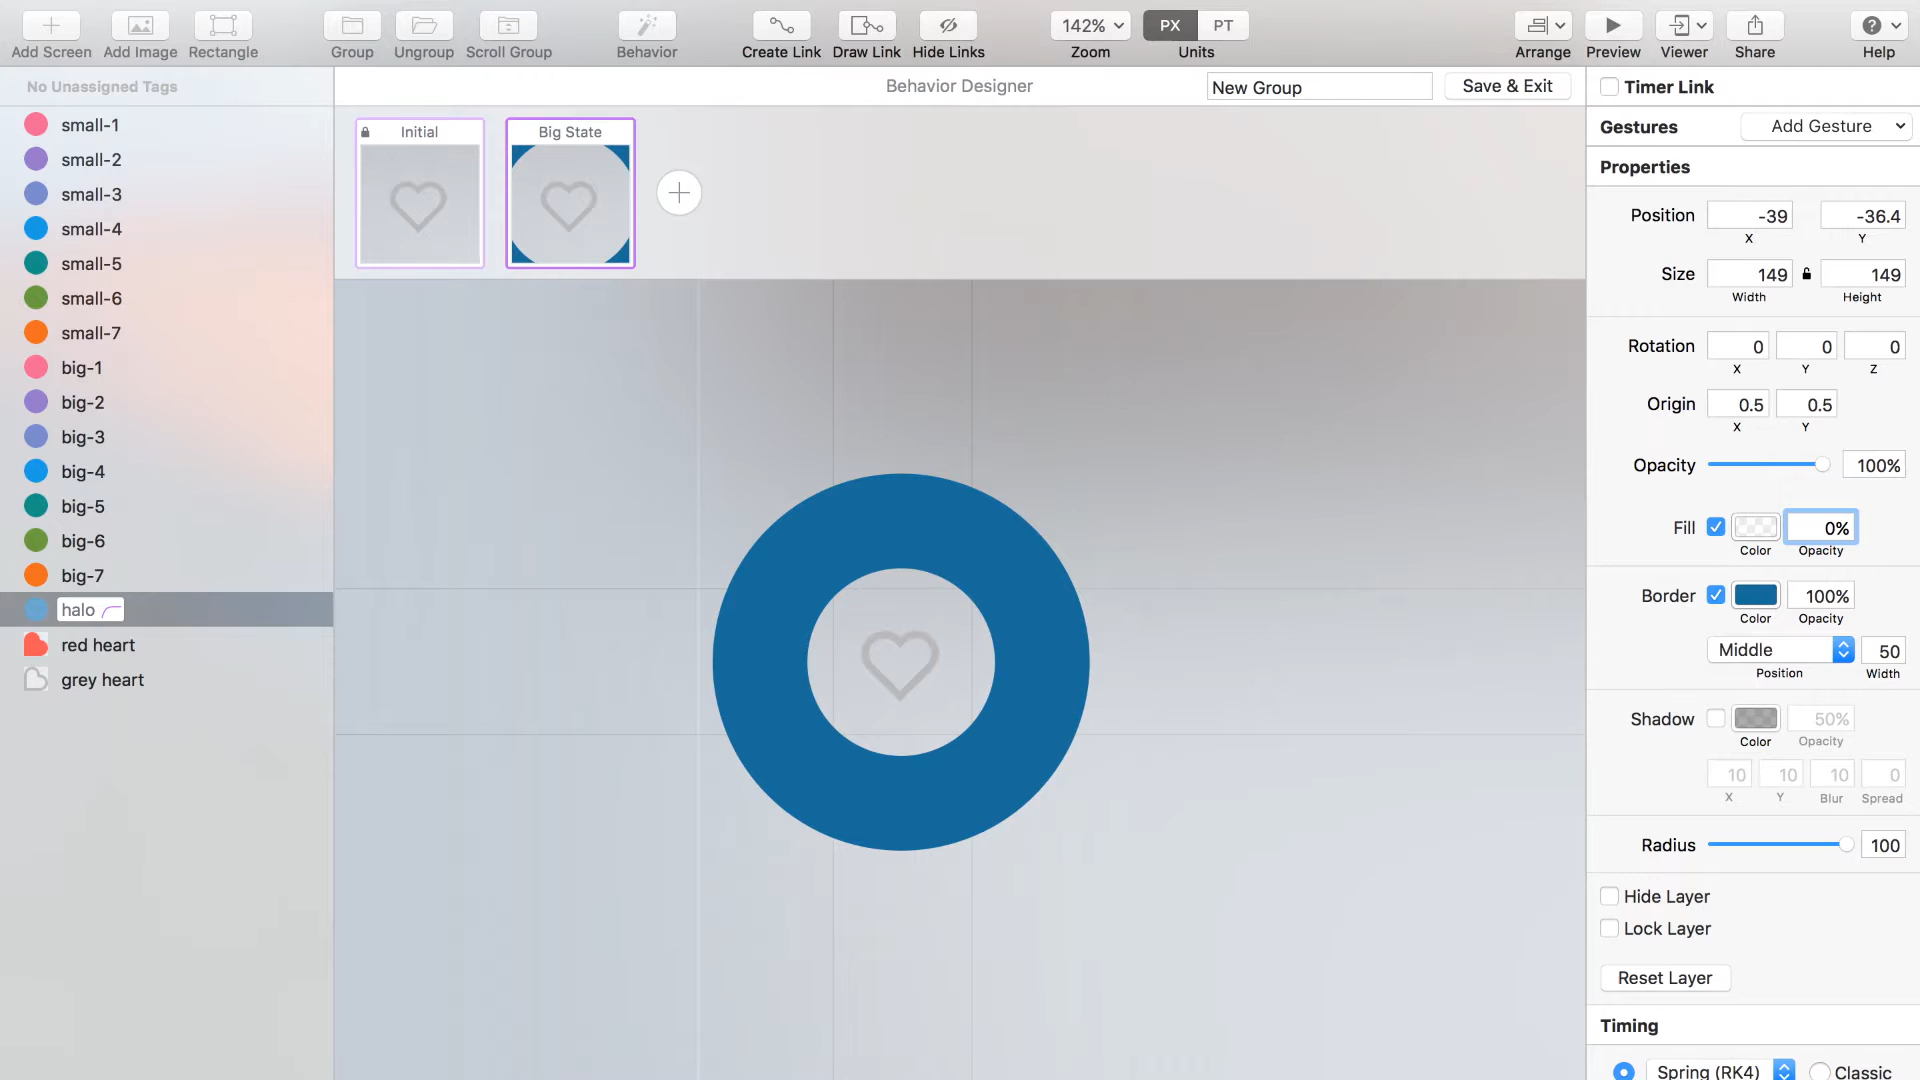 Add Screen Add Image Rectangle Group Ungroup Scroll Group Behavior Create Link Draw Link Hide Links 142% Zoom PX PT Units Arrange Preview Viewer Share Help
No Unassigned Tags
Behavior Designer
New Group
Save & Exit
Timer Link
small-1
small-2
small-3
small-4
small-5
small-6
small-7
big-1
big-2
big-3
big-4
big-5
big-6
big-7
halo
red heart
grey heart
Initial
Big State
Gestures Add Gesture
Properties
Position -39 -36.4
X Y
Size 149 149
Width Height
Rotation 0 0 0
X Y Z
Origin 0.5 0.5
X Y
Opacity 100%
Fill 0%
Color Opacity
Border 100%
Color Opacity
Middle 50
Position Width
Shadow 50%
Color Opacity
10 10 10 0
X Y Blur Spread
Radius 100
Hide Layer
Lock Layer
Reset Layer
Timing
Spring (RK4) Classic